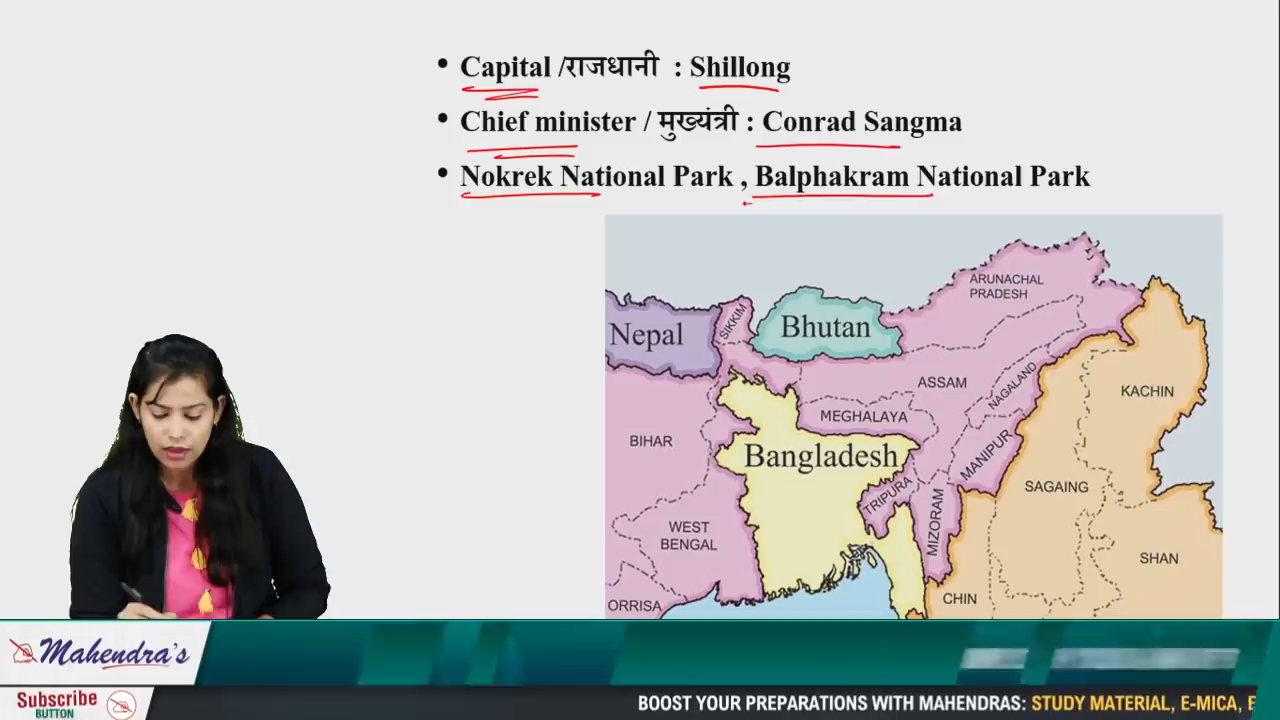 • Capital /राजधानी : Shillong
• Chief minister / मुख्यंत्री : Conrad Sangma
• Nokrek National Park , Balphakram National Park
ARUNACHAL
PRADESH
Nepal
SIKKIM
Bhutan
ASSAM
NAGALAND
KACHIN
MEGHALAYA
BIHAR
Bangladesh
MANIPUR
SAGAING
TRIPURA
MIZORAM
WEST
BENGAL
SHAN
CHIN
ORRISA
Mahendra's
Subscribe
BUTTON
BOOST YOUR PREPARATIONS WITH MAHENDRAS: STUDY MATERIAL, E-MICA, E